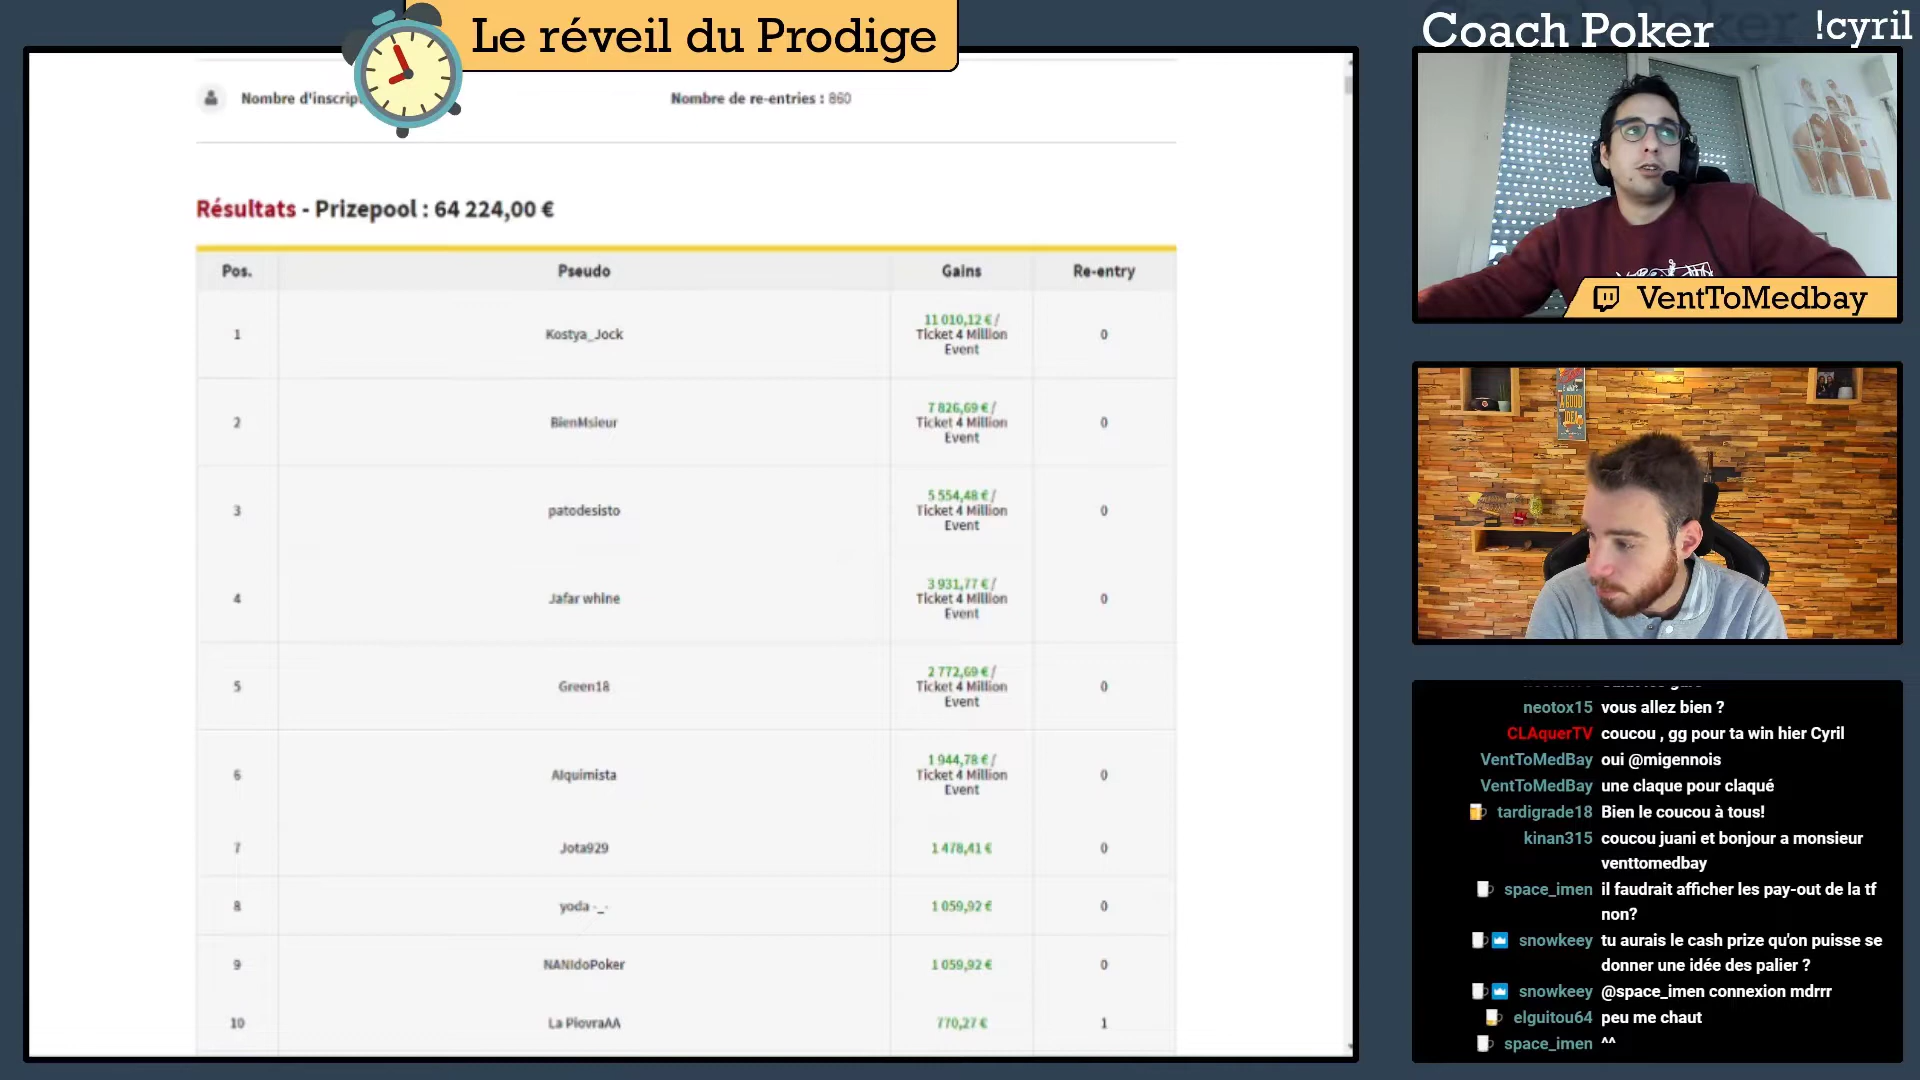 Le réveil du Prodige
Coach Poker
!cyril
Nombre d'inscrip
Nombre de re-entries : 860
Résultats - Prizepool : 64 224,00 €
Pos. Pseudo Gains Re-entry
1 Kostya_Jock 11 010,12 € / Ticket 4 Million Event 0
2 BienMsieur 7 826,69 € / Ticket 4 Million Event 0
3 patodesisto 5 554,48 € / Ticket 4 Million Event 0
4 Jafar whine 3 931,77 € / Ticket 4 Million Event 0
5 Green18 2 772,69 € / Ticket 4 Million Event 0
6 Alquimista 1 944,78 € / Ticket 4 Million Event 0
7 Jota929 1 478,41 € 0
8 yoda -_- 1 059,92 € 0
9 NANIdoPoker 1 059,92 € 0
10 La PiovraAA 770,27 € 1
VentToMedbay
A GOOD
neotox15 vous allez bien ?
CLAquerTV coucou , gg pour ta win hier Cyril
VentToMedBay oui @migennois
VentToMedBay une claque pour claqué
tardigrade18 Bien le coucou à tous!
kinan315 coucou juani et bonjour a monsieur
venttomedbay
space_imen il faudrait afficher les pay-out de la tf
non?
snowkeey tu aurais le cash prize qu'on puisse se
donner une idée des palier ?
snowkeey @space_imen connexion mdrrr
elguitou64 peu me chaut
space_imen ^^